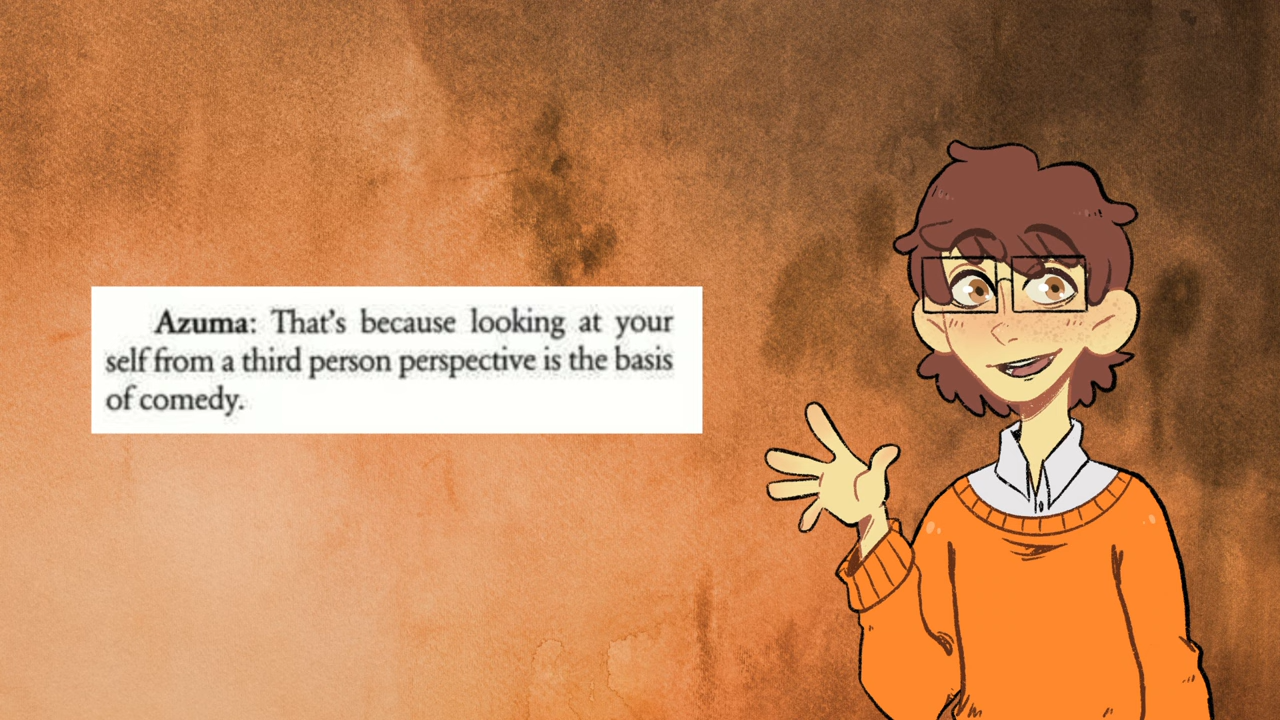 Azuma: That's because looking at your
self from a third person perspective is the basis
of comedy.